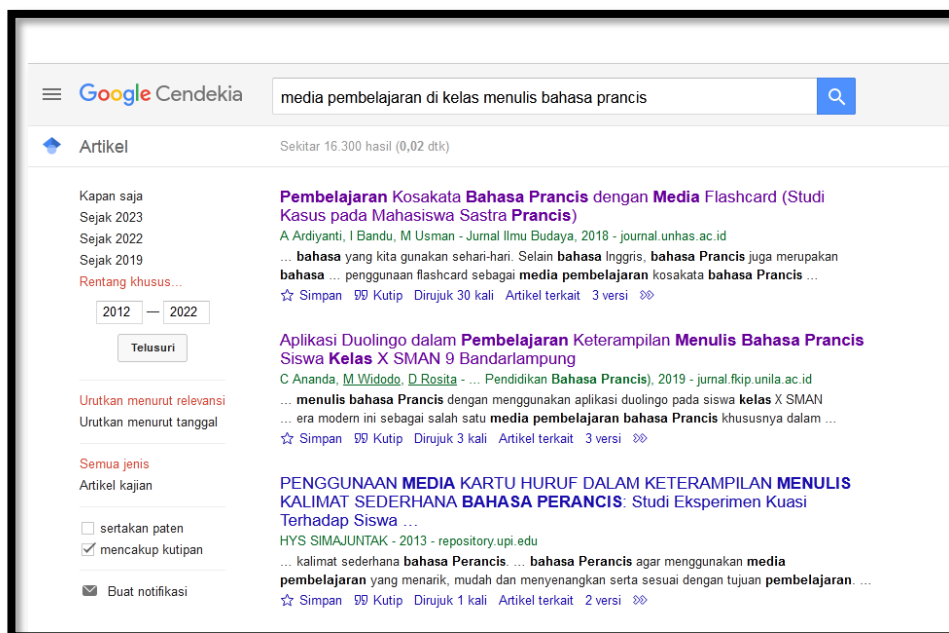 Google Cendekia
media pembelajaran di kelas menulis bahasa prancis
Artikel
Sekitar 16.300 hasil (0,02 dtk)
Kapan saja
Sejak 2023
Sejak 2022
Sejak 2019
Rentang khusus...
2012 — 2022
Telusuri
Urutkan menurut relevansi
Urutkan menurut tanggal
Semua jenis
Artikel kajian
sertakan paten
mencakup kutipan
Buat notifikasi
Pembelajaran Kosakata Bahasa Prancis dengan Media Flashcard (Studi
Kasus pada Mahasiswa Sastra Prancis)
A Ardiyanti, I Bandu, M Usman - Jurnal Ilmu Budaya, 2018 - journal.unhas.ac.id
... bahasa yang kita gunakan sehari-hari. Selain bahasa Inggris, bahasa Prancis juga merupakan
bahasa ... penggunaan flashcard sebagai media pembelajaran kosakata bahasa Prancis ...
Simpan Kutip Dirujuk 30 kali Artikel terkait 3 versi
Aplikasi Duolingo dalam Pembelajaran Keterampilan Menulis Bahasa Prancis
Siswa Kelas X SMAN 9 Bandarlampung
C Ananda, M Widodo, D Rosita - ... Pendidikan Bahasa Prancis), 2019 - jurnal.fkip.unila.ac.id
... menulis bahasa Prancis dengan menggunakan aplikasi duolingo pada siswa kelas X SMAN
... era modern ini sebagai salah satu media pembelajaran bahasa Prancis khususnya dalam ...
Simpan Kutip Dirujuk 3 kali Artikel terkait 3 versi
PENGGUNAAN MEDIA KARTU HURUF DALAM KETERAMPILAN MENULIS
KALIMAT SEDERHANA BAHASA PERANCIS: Studi Eksperimen Kuasi
Terhadap Siswa ...
HYS SIMAJUNTAK - 2013 - repository.upi.edu
... kalimat sederhana bahasa Perancis. ... bahasa Perancis agar menggunakan media
pembelajaran yang menarik, mudah dan menyenangkan serta sesuai dengan tujuan pembelajaran. ...
Simpan Kutip Dirujuk 1 kali Artikel terkait 2 versi